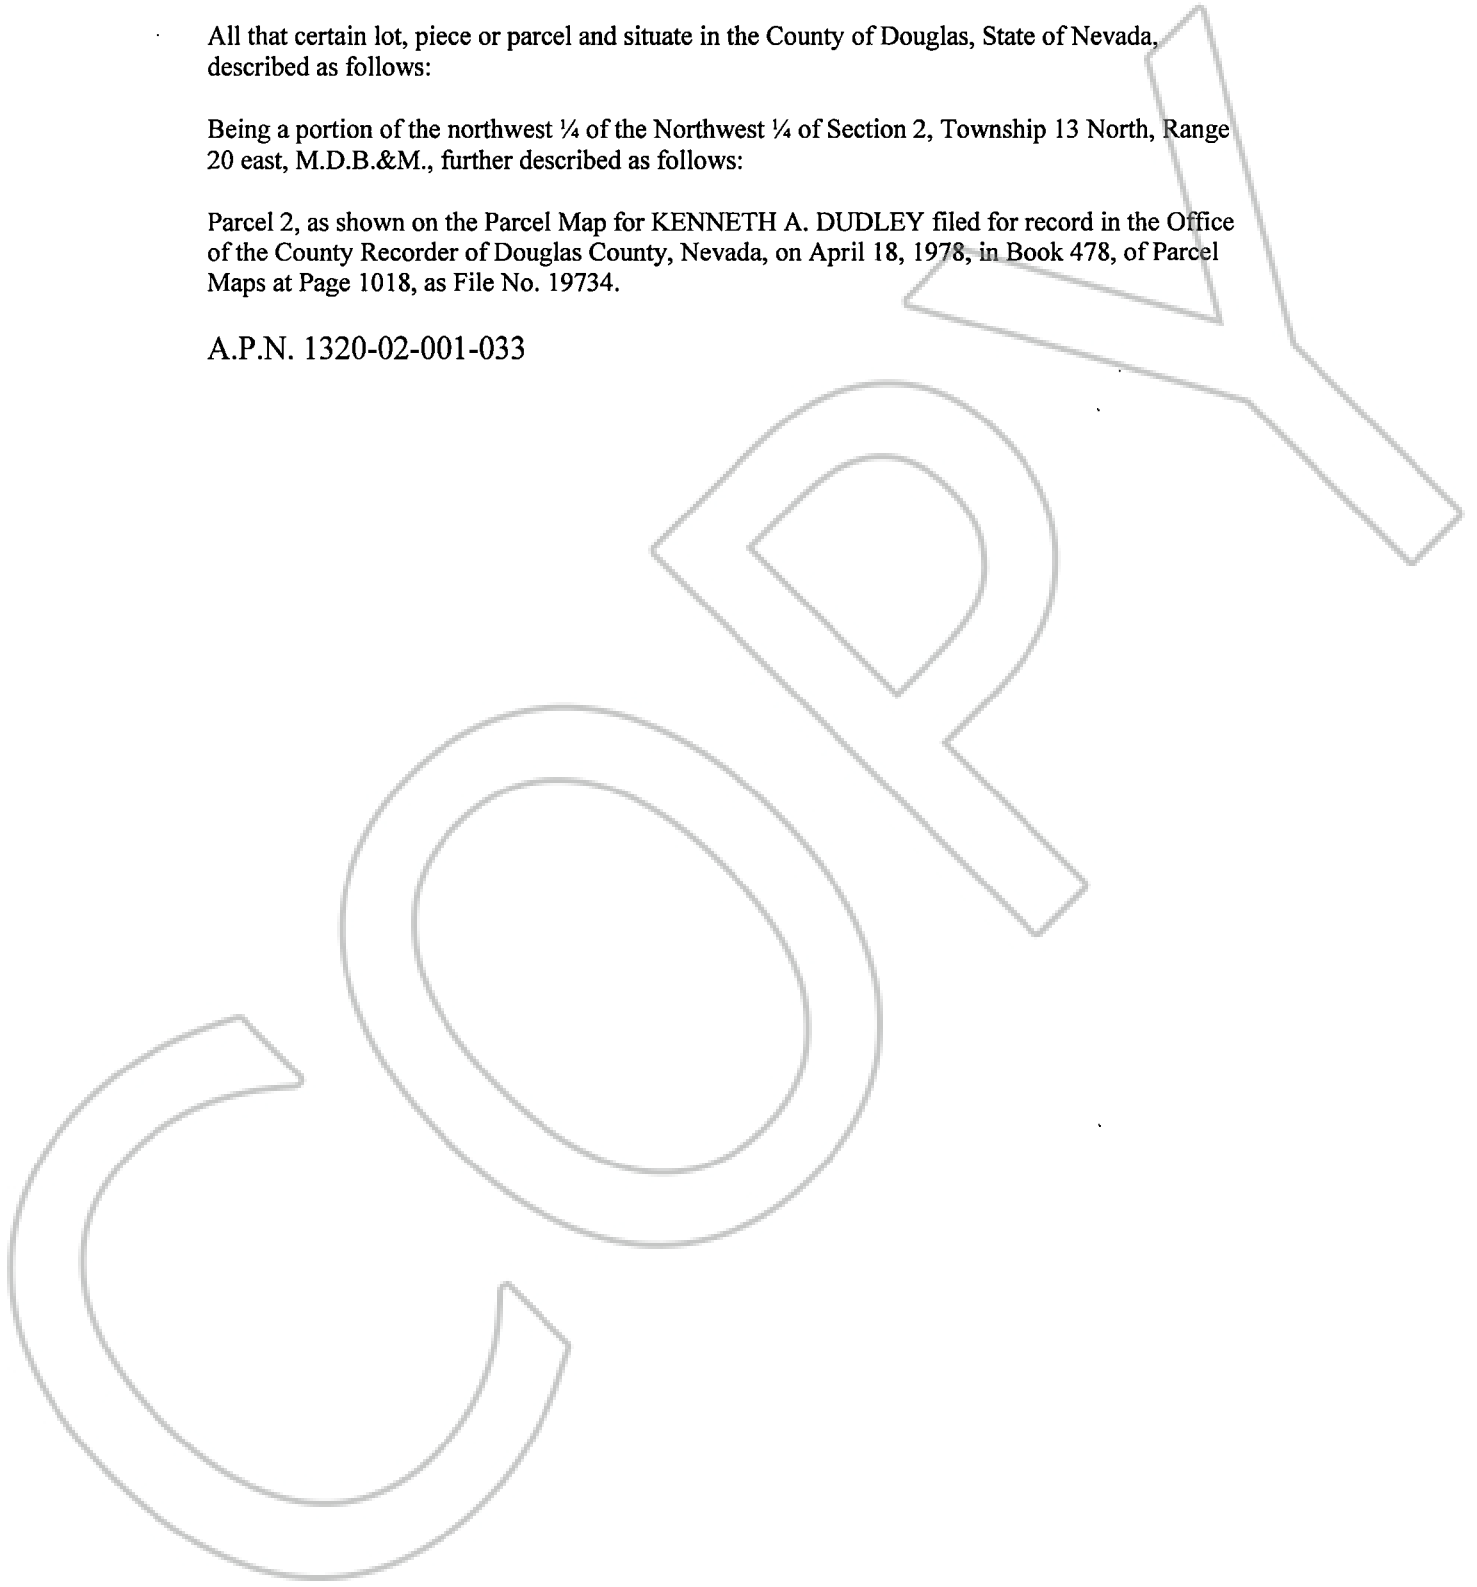 All that certain lot, piece or parcel and situate in the County of Douglas, State of Nevada,
described as follows:
Being a portion of the northwest ¼ of the Northwest ¼ of Section 2, Township 13 North, Range
20 east, M.D.B.&M., further described as follows:
Parcel 2, as shown on the Parcel Map for KENNETH A. DUDLEY filed for record in the Office
of the County Recorder of Douglas County, Nevada, on April 18, 1978, in Book 478, of Parcel
Maps at Page 1018, as File No. 19734.
A.P.N. 1320-02-001-033
COPY